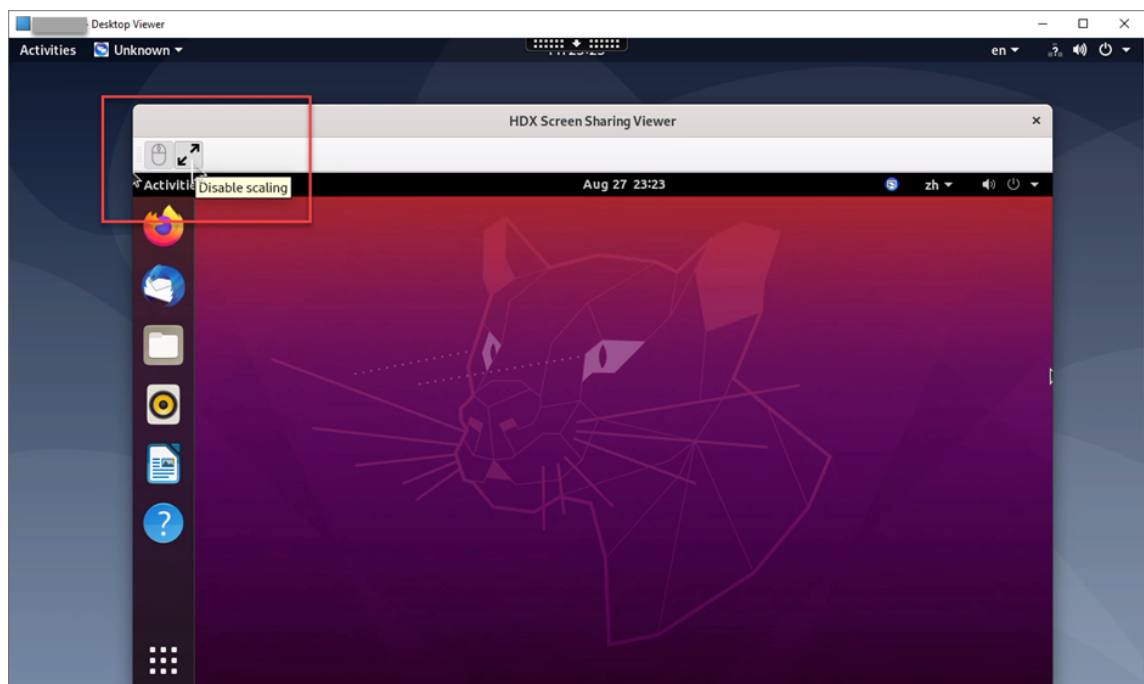 Desktop Viewer
Activities Unknown en
HDX Screen Sharing Viewer
Disable scaling
Aug 27 23:23 zh
?